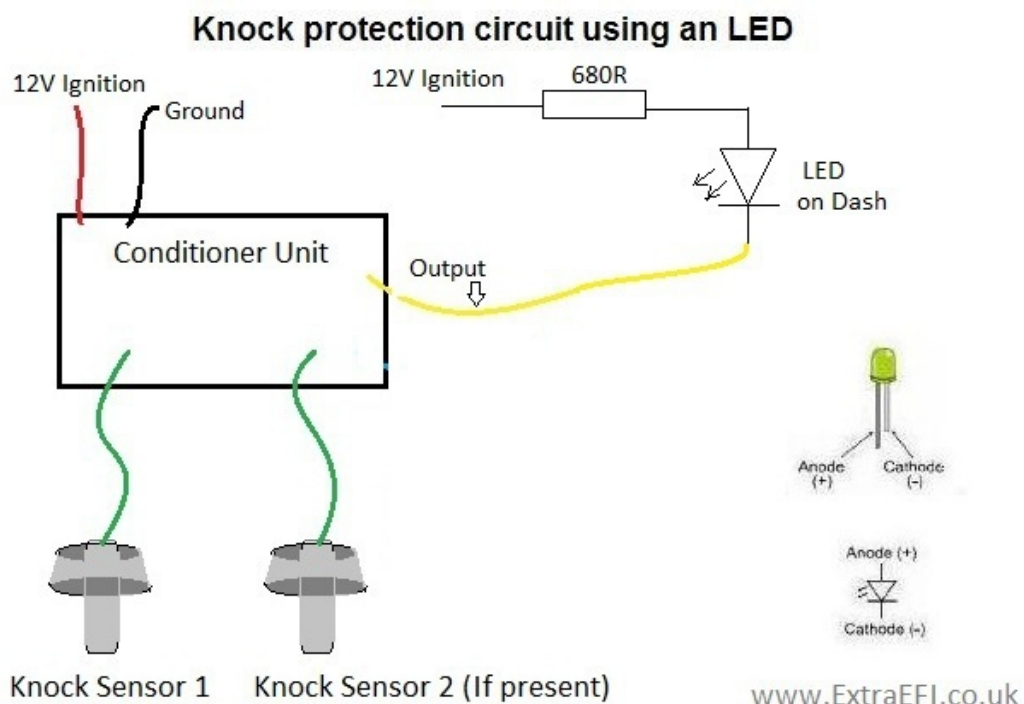 Knock protection circuit using an LED
12V Ignition
Ground
12V Ignition
680R
LED
on Dash
Conditioner Unit
Output
Anode
(+)
Cathode
(-)
Anode (+)
Cathode (-)
Knock Sensor 1
Knock Sensor 2 (If present)
www.ExtraEFI.co.uk